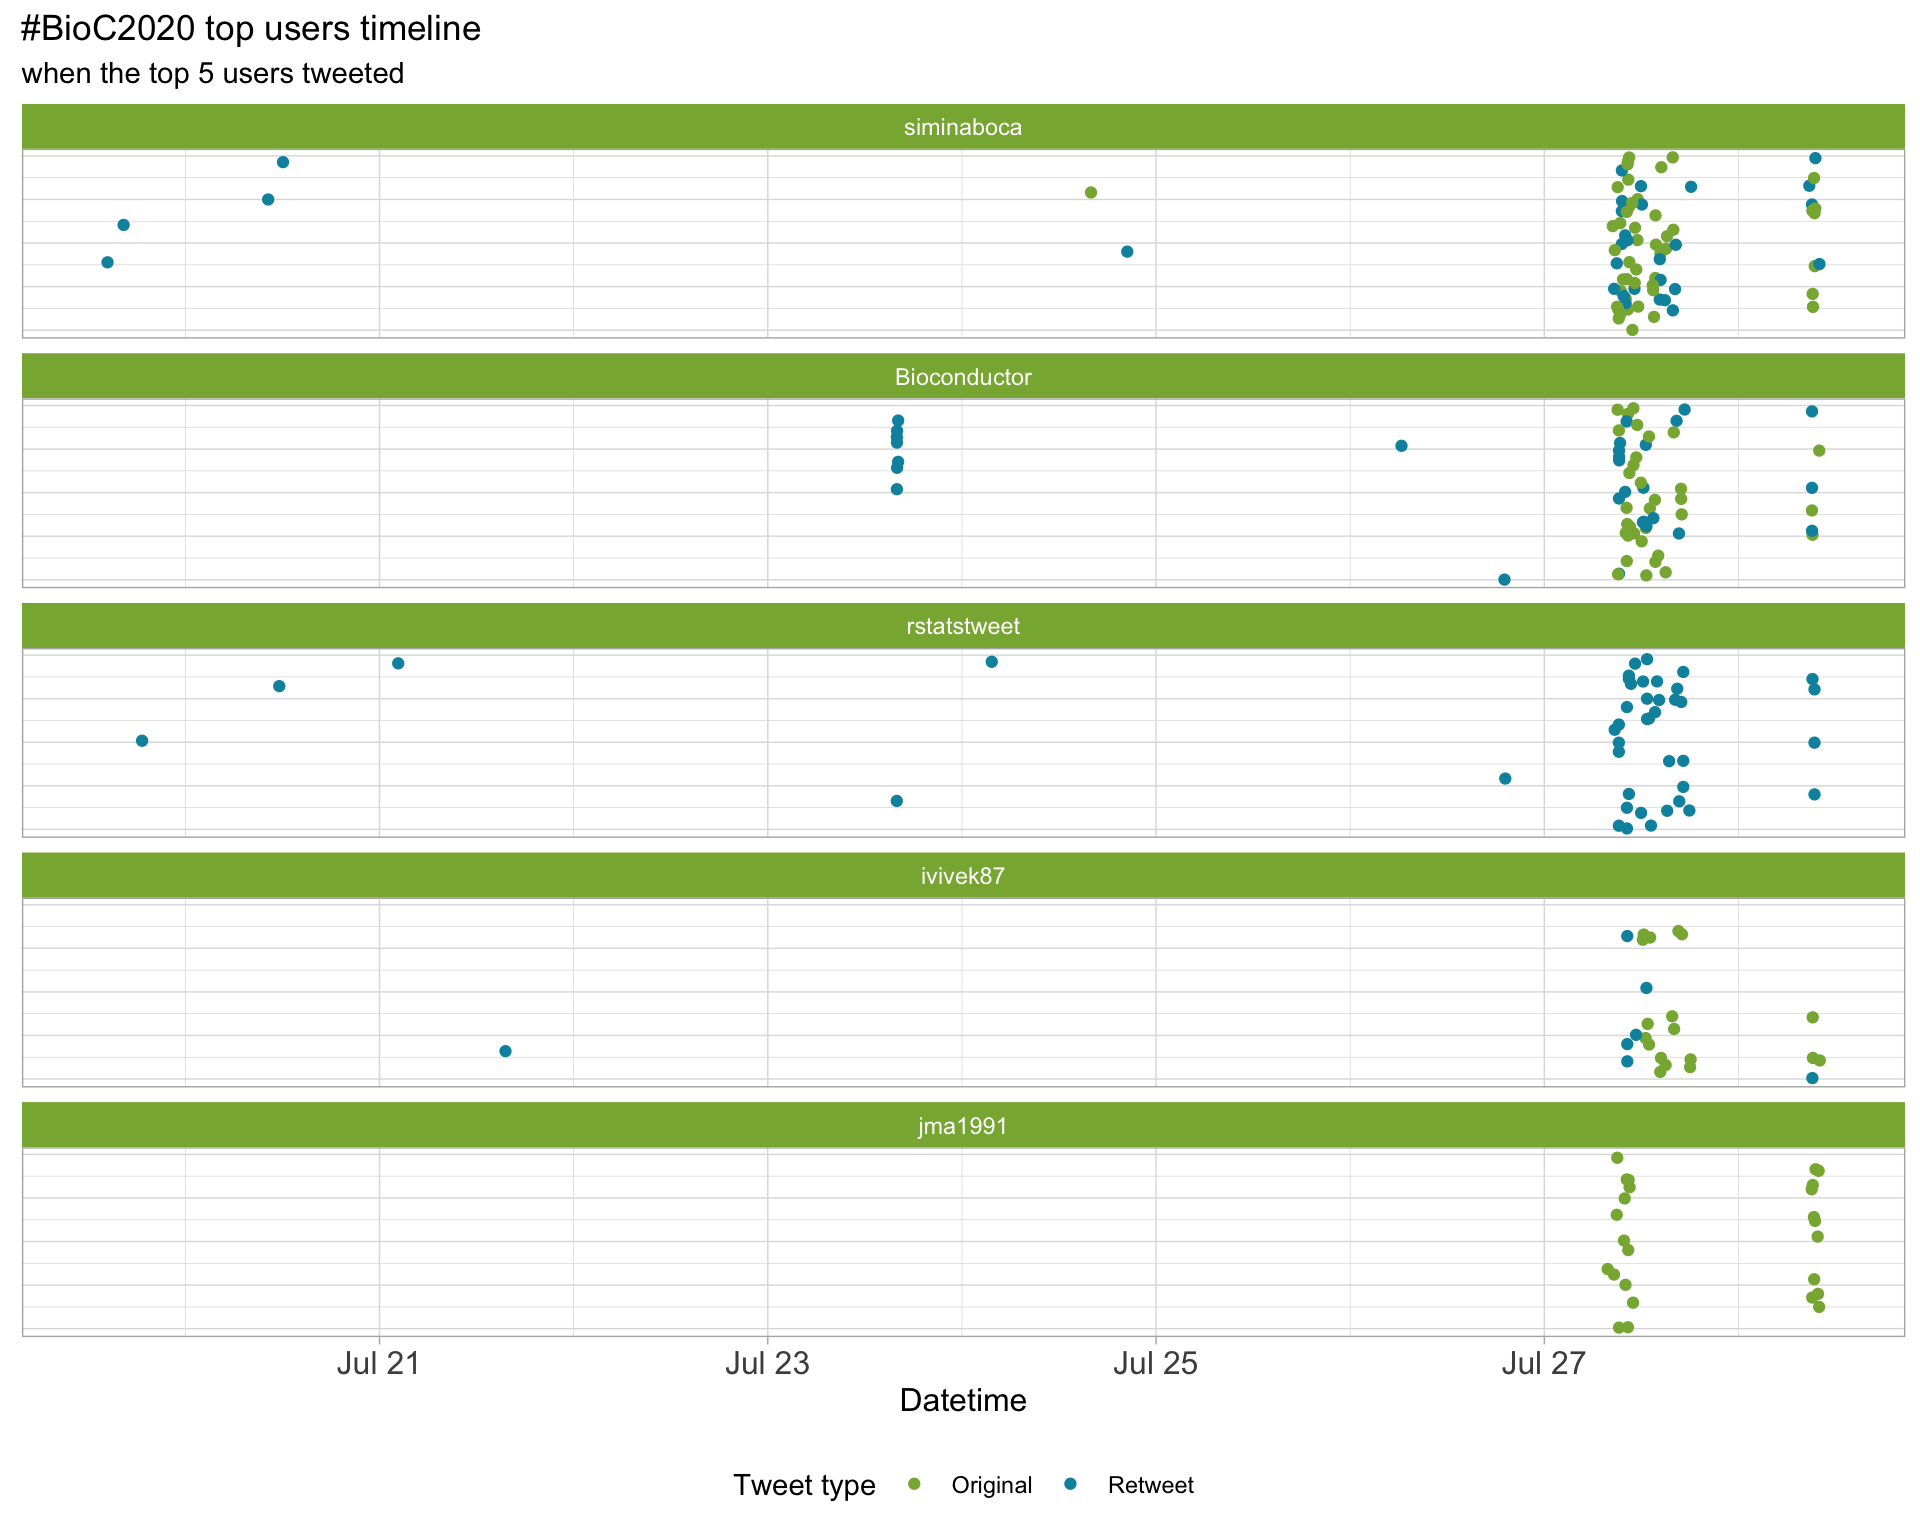 #BioC2020 top users timeline
when the top 5 users tweeted
siminaboca
Bioconductor
rstatstweet
ivivek87
jma1991
Jul 21 Jul 23 Jul 25 Jul 27
Datetime
Tweet type Original Retweet